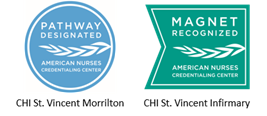 PATHWAY
DESIGNATED
AMERICAN NURSES
CREDENTIALING CENTER
CHI St. Vincent Morrilton
MAGNET
RECOGNIZED
AMERICAN NURSES
CREDENTIALING CENTER
CHI St. Vincent Infirmary